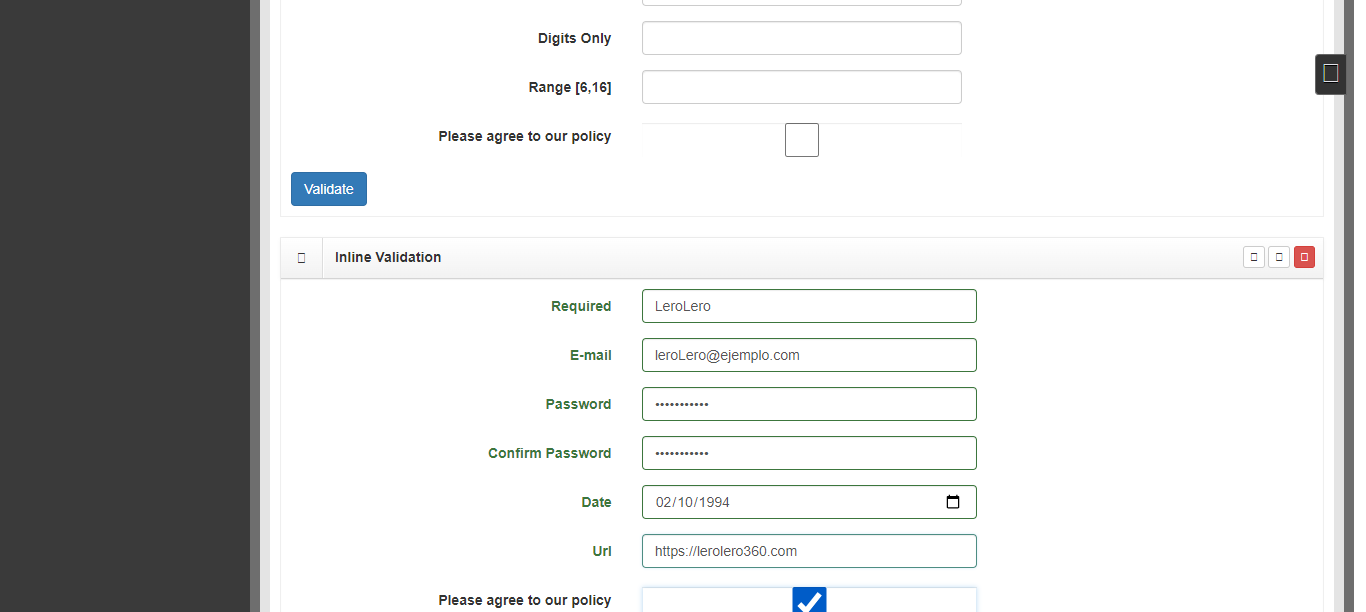 Digits Only
Range [6,16]
Please agree to our policy
Validate
Inline Validation
Required LeroLero
E-mail leroLero@ejemplo.com
Password •••••••••••
Confirm Password •••••••••••
Date 02/10/1994
Url https://lerolero360.com
Please agree to our policy